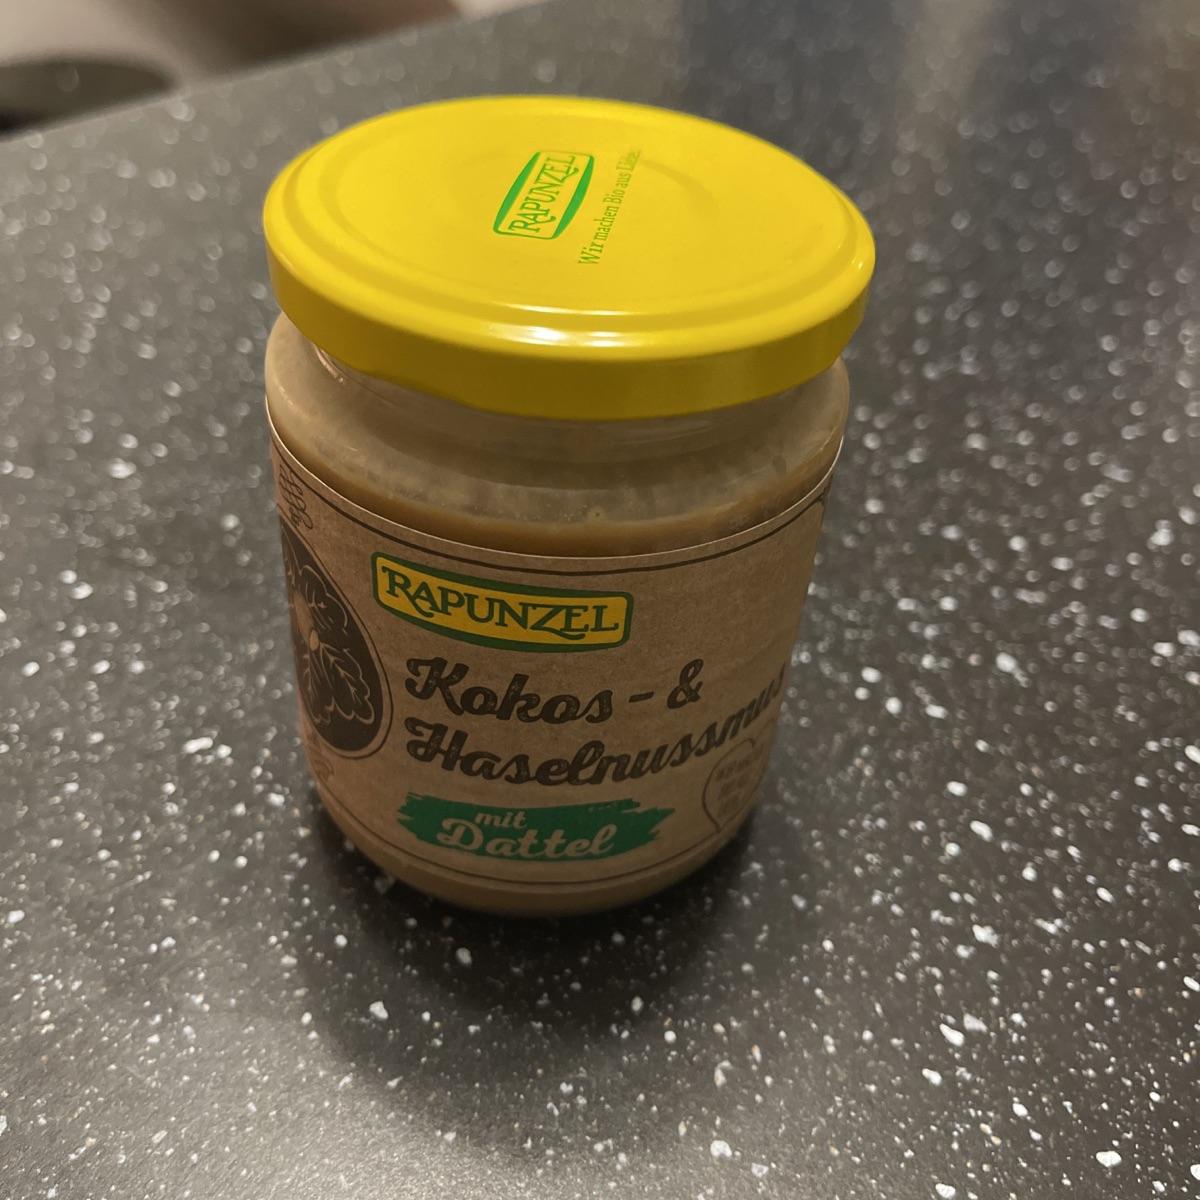 RAPUNZEL
Wir machen Bio aus Liebe.
RAPUNZEL
Kokos - &
Haselnussmus
mit
Dattel